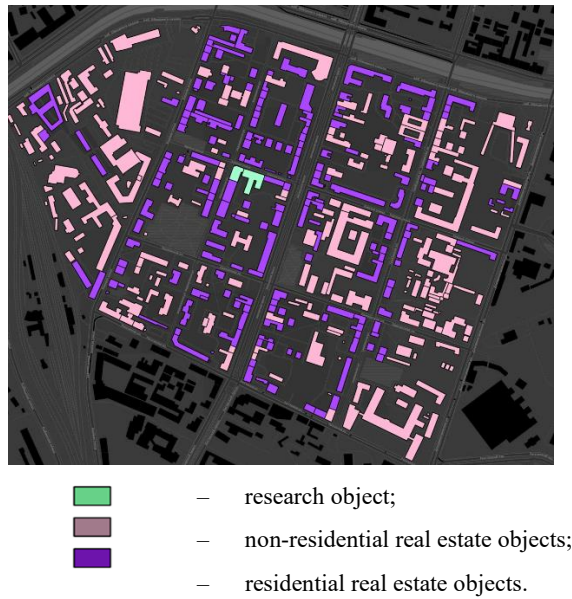 – research object;
– non-residential real estate objects;
– residential real estate objects.